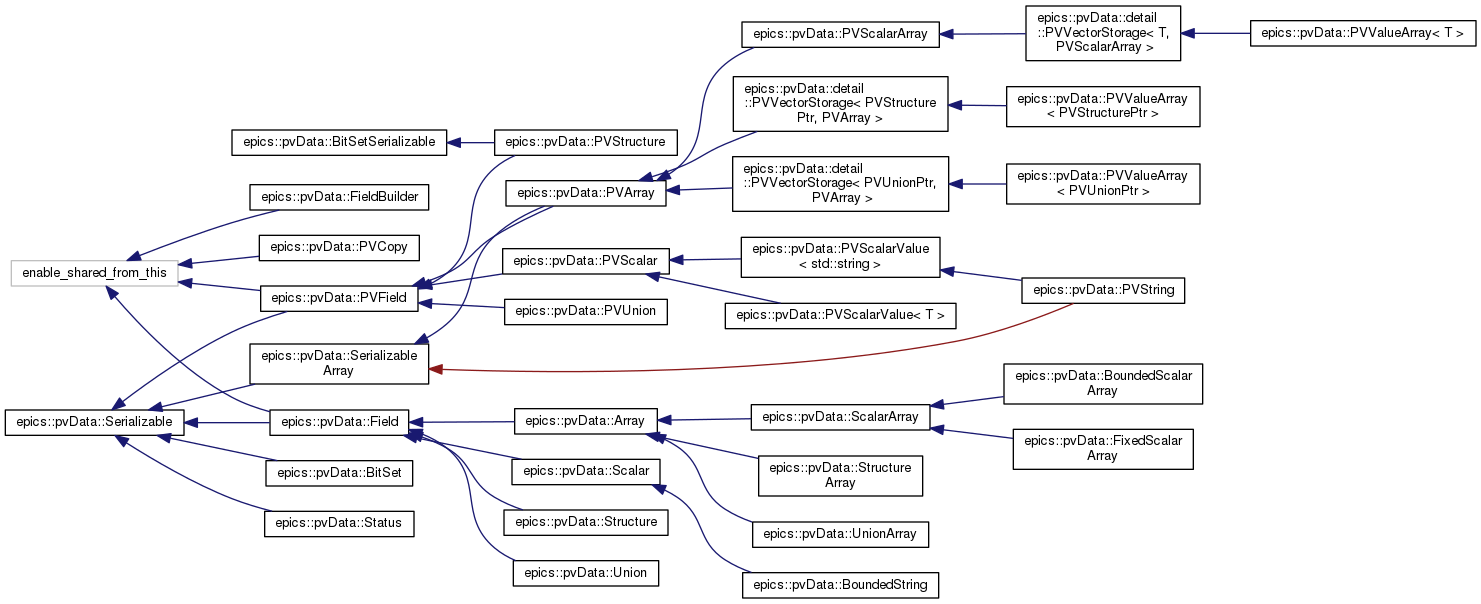 epics::pvData::PVScalarArray
epics::pvData::detail
::PVVectorStorage< T,
PVScalarArray >
epics::pvData::PVValueArray< T >
epics::pvData::detail
::PVVectorStorage< PVStructure
Ptr, PVArray >
epics::pvData::PVValueArray
< PVStructurePtr >
epics::pvData::BitSetSerializable
epics::pvData::PVStructure
epics::pvData::FieldBuilder
epics::pvData::PVArray
epics::pvData::detail
::PVVectorStorage< PVUnionPtr,
PVArray >
epics::pvData::PVValueArray
< PVUnionPtr >
epics::pvData::PVCopy
enable_shared_from_this
epics::pvData::PVField
epics::pvData::PVScalar
epics::pvData::PVScalarValue
< std::string >
epics::pvData::PVString
epics::pvData::PVUnion
epics::pvData::PVScalarValue< T >
epics::pvData::Serializable
Array
epics::pvData::Serializable
epics::pvData::Field
epics::pvData::Array
epics::pvData::ScalarArray
epics::pvData::BoundedScalar
Array
epics::pvData::FixedScalar
Array
epics::pvData::BitSet
epics::pvData::Scalar
epics::pvData::Structure
Array
epics::pvData::Status
epics::pvData::Structure
epics::pvData::UnionArray
epics::pvData::Union
epics::pvData::BoundedString